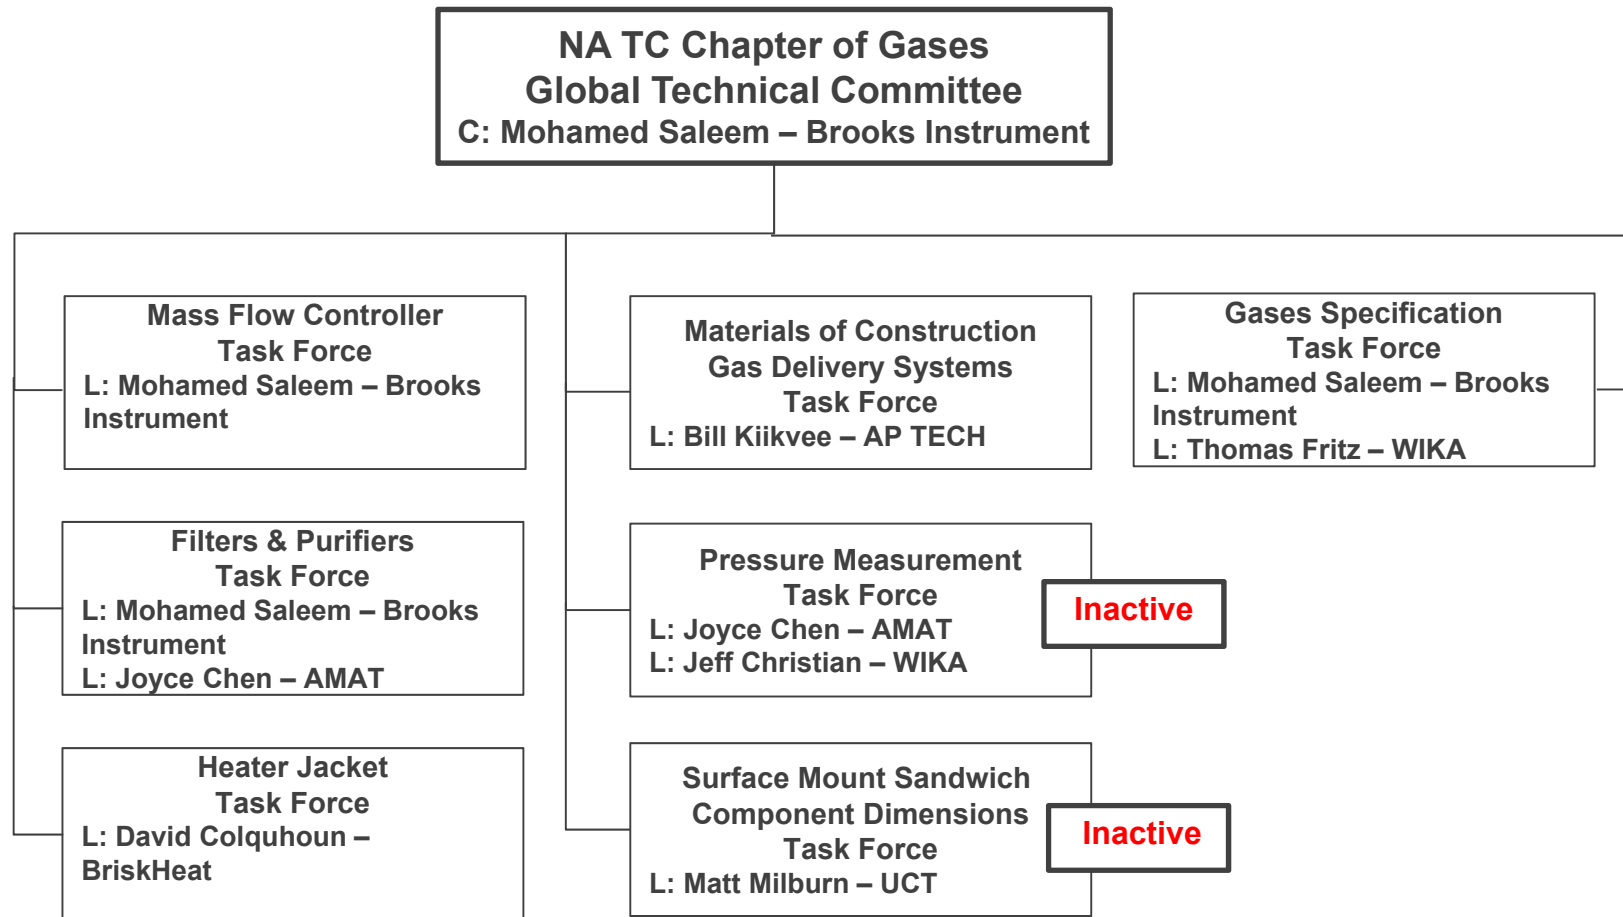 NA TC Chapter of Gases
Global Technical Committee
C: Mohamed Saleem – Brooks Instrument
Mass Flow Controller
Task Force
L: Mohamed Saleem – Brooks
Instrument
Materials of Construction
Gas Delivery Systems
Task Force
L: Bill Kiikvee – AP TECH
Gases Specification
Task Force
L: Mohamed Saleem – Brooks
Instrument
L: Thomas Fritz – WIKA
Filters & Purifiers
Task Force
L: Mohamed Saleem – Brooks
Instrument
L: Joyce Chen – AMAT
Pressure Measurement
Task Force
L: Joyce Chen – AMAT
L: Jeff Christian – WIKA
Inactive
Heater Jacket
Task Force
L: David Colquhoun –
BriskHeat
Surface Mount Sandwich
Component Dimensions
Task Force
L: Matt Milburn – UCT
Inactive